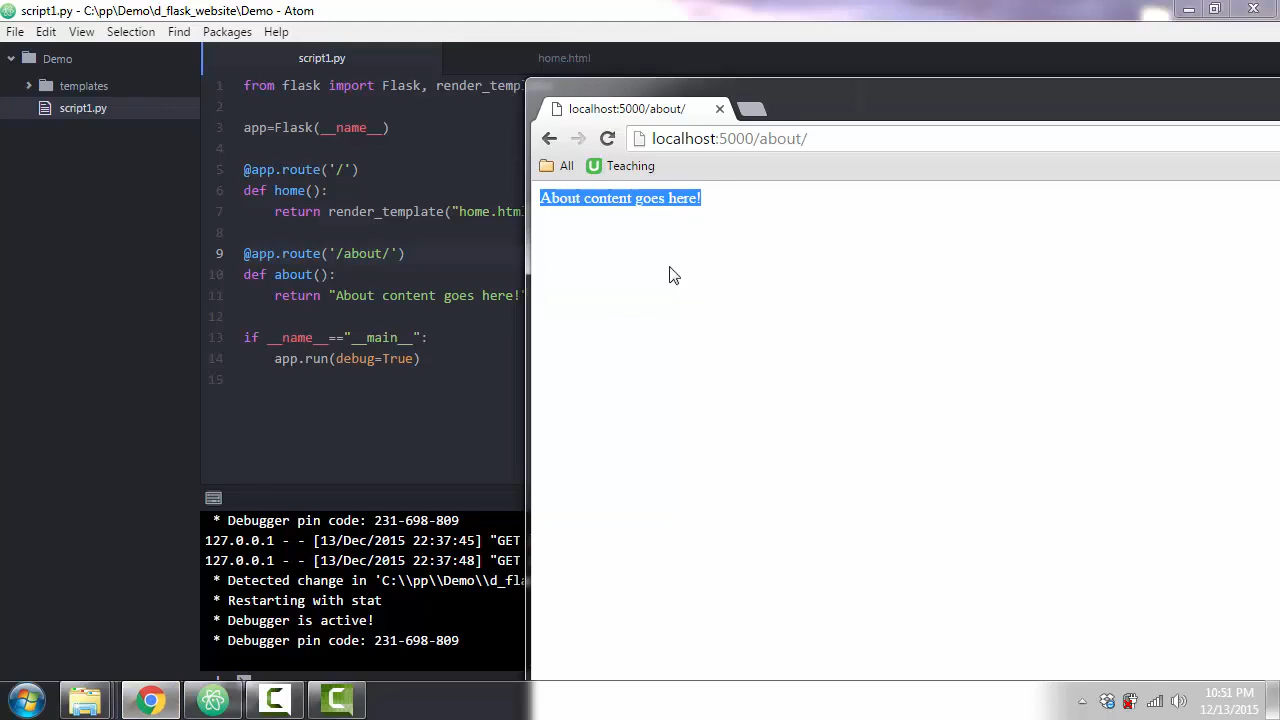 script1.py - C:\pp\Demo\d_flask_website\Demo - Atom
File Edit View Selection Find Packages Help
Demo
templates
script1.py
script1.py
home.html
1 from flask import Flask, render_temp
2
3 app=Flask(__name__)
4
5 @app.route('/')
6 def home():
7 return render_template("home.html
8
9 @app.route('/about/')
10 def about():
11 return "About content goes here!"
12
13 if __name__=="__main__":
14 app.run(debug=True)
15
* Debugger pin code: 231-698-809
127.0.0.1 - - [13/Dec/2015 22:37:45] "GET
127.0.0.1 - - [13/Dec/2015 22:37:48] "GET
* Detected change in 'C:\\pp\\Demo\\d_fla
* Restarting with stat
* Debugger is active!
* Debugger pin code: 231-698-809
localhost:5000/about/
localhost:5000/about/
All Teaching
About content goes here!
10:51 PM
12/13/2015